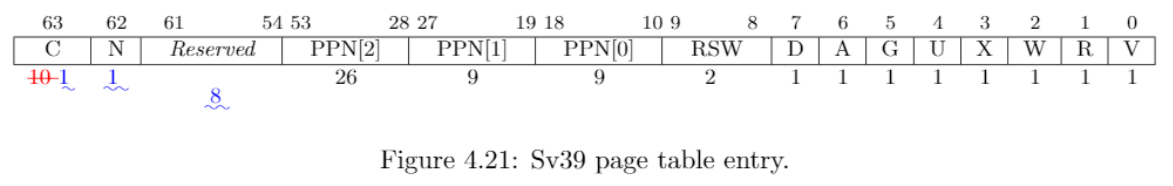 63 62 61 54 53 28 27 19 18 10 9 8 7 6 5 4 3 2 1 0
C N Reserved PPN[2] PPN[1] PPN[0] RSW D A G U X W R V
10 1 1 8 26 9 9 2 1 1 1 1 1 1 1 1
Figure 4.21: Sv39 page table entry.